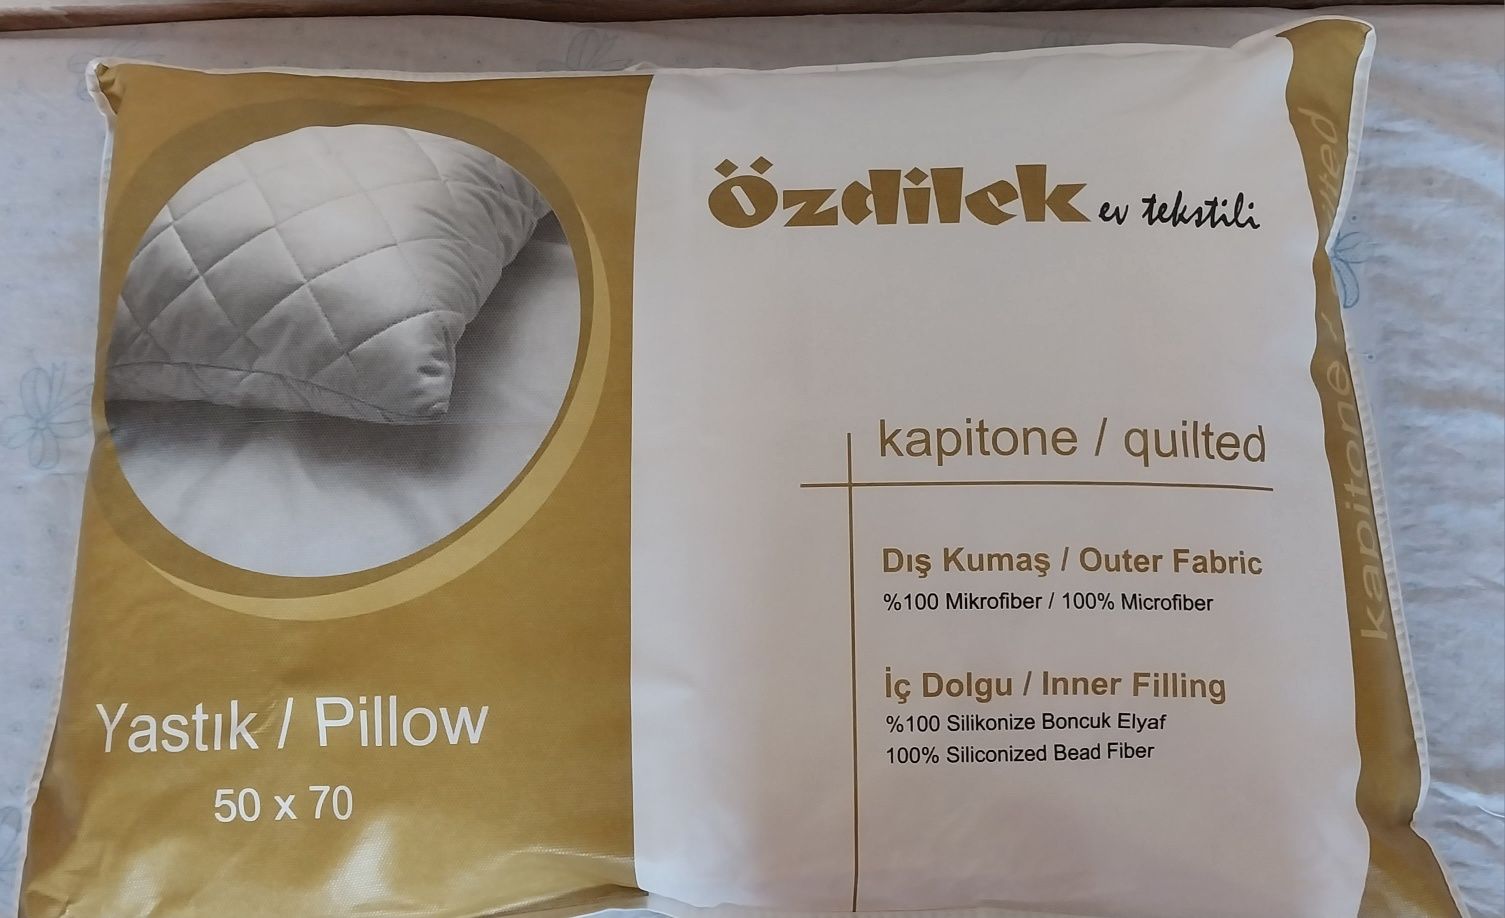 Özdilek ev tekstili
kapitone / quilted
Dış Kumaş / Outer Fabric
%100 Mikrofiber / 100% Microfiber
İç Dolgu / Inner Filling
%100 Silikonize Boncuk Elyaf
100% Siliconized Bead Fiber
Yastık / Pillow
50 x 70
kapitone /